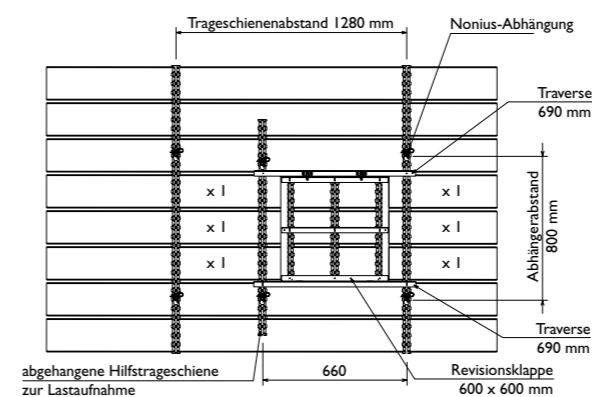 Trageschienenabstand 1280 mm
Nonius-Abhängung
Traverse
690 mm
x 1
x 1
x 1
x 1
x 1
x 1
Abhängerabstand
800 mm
Traverse
690 mm
abgehangene Hilfstrageschiene
zur Lastaufnahme
660
Revisionsklappe
600 x 600 mm